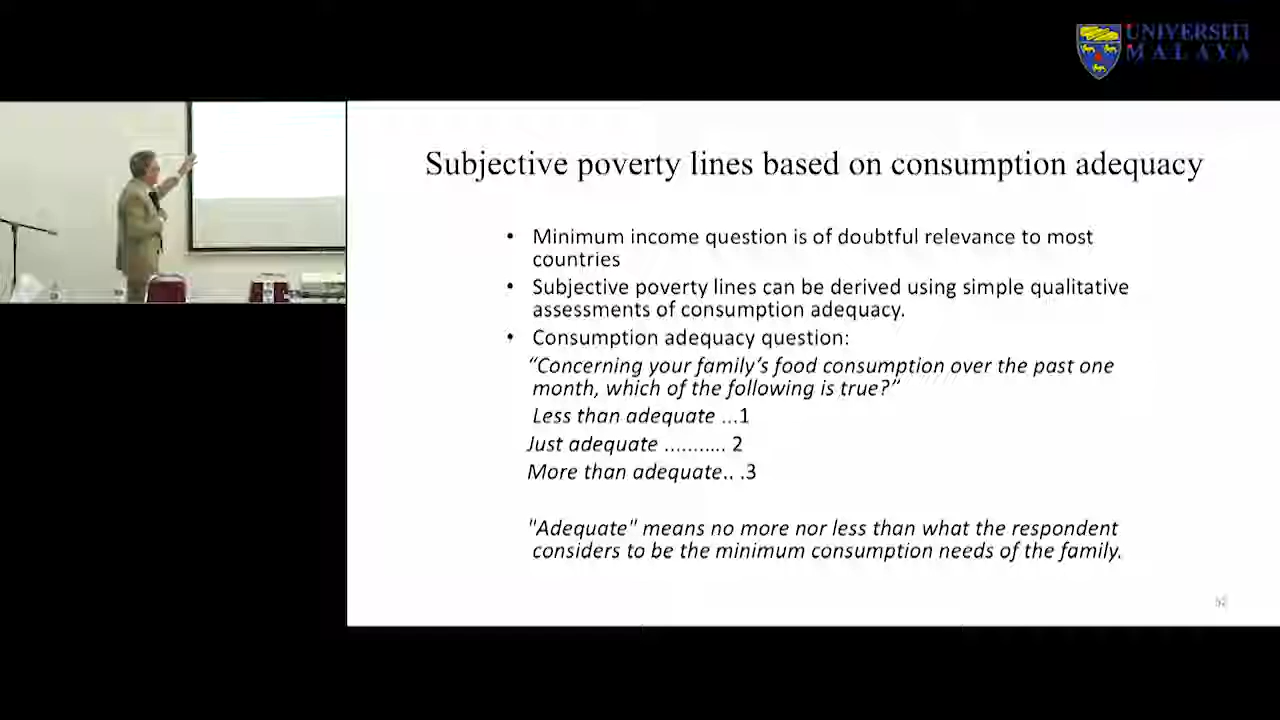 UNIVERSITI
MALAYA
Subjective poverty lines based on consumption adequacy
• Minimum income question is of doubtful relevance to most
countries
• Subjective poverty lines can be derived using simple qualitative
assessments of consumption adequacy.
• Consumption adequacy question:
“Concerning your family’s food consumption over the past one
month, which of the following is true?”
Less than adequate ...1
Just adequate ........... 2
More than adequate.. .3
"Adequate" means no more nor less than what the respondent
considers to be the minimum consumption needs of the family.